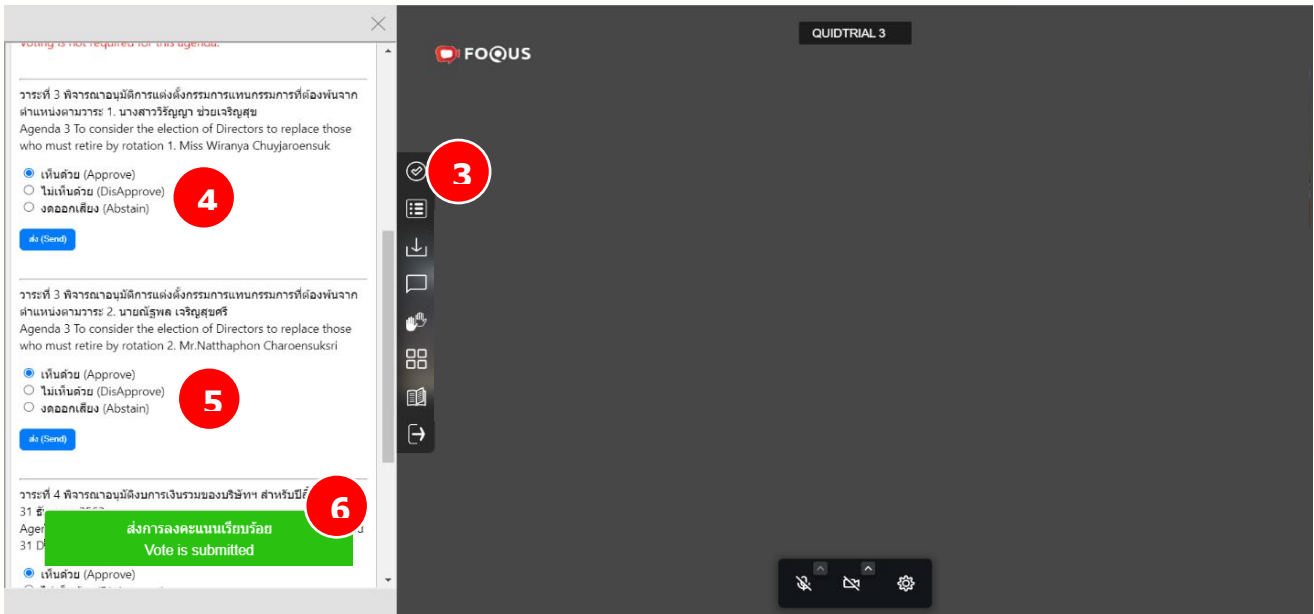 Voting is not required for this agenda.
วาระที่ 3 พิจารณาอนุมัติการแต่งตั้งกรรมการแทนกรรมการที่ต้องพ้นจาก
ตำแหน่งตามวาระ 1. นางสาววิรัญญา ช่วยเจริญสุข
Agenda 3 To consider the election of Directors to replace those
who must retire by rotation 1. Miss Wiranya Chuyjaroensuk
เห็นด้วย (Approve)
ไม่เห็นด้วย (DisApprove)
งดออกเสียง (Abstain)
4
ส่ง (Send)
วาระที่ 3 พิจารณาอนุมัติการแต่งตั้งกรรมการแทนกรรมการที่ต้องพ้นจาก
ตำแหน่งตามวาระ 2. นายณัฐพล เจริญสุขศรี
Agenda 3 To consider the election of Directors to replace those
who must retire by rotation 2. Mr.Natthaphon Charoensuksri
เห็นด้วย (Approve)
ไม่เห็นด้วย (DisApprove)
งดออกเสียง (Abstain)
5
ส่ง (Send)
วาระที่ 4 พิจารณาอนุมัติงบการเงินรวมของบริษัทฯ สำหรับ
31
31 D
6
ส่งการลงคะแนนเรียบร้อย
Vote is submitted
เห็นด้วย (Approve)
FOQUS
QUIDTRIAL 3
3